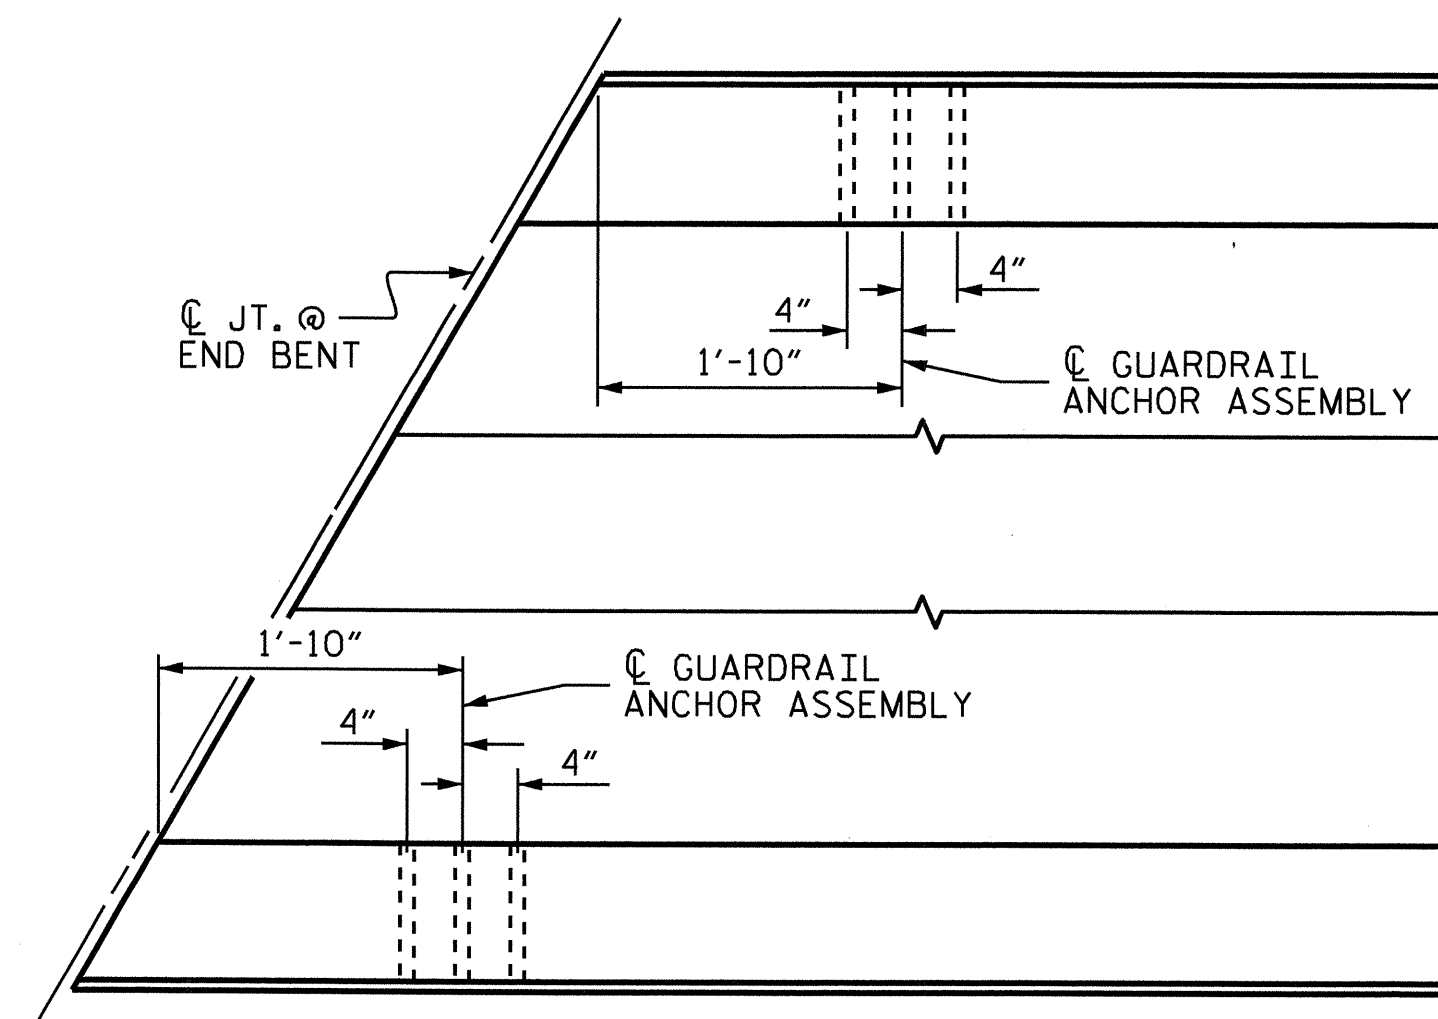 4"
℄ JT. @
END BENT
4"
1'-10"
℄ GUARDRAIL
ANCHOR ASSEMBLY
1'-10"
℄ GUARDRAIL
ANCHOR ASSEMBLY
4"
4"